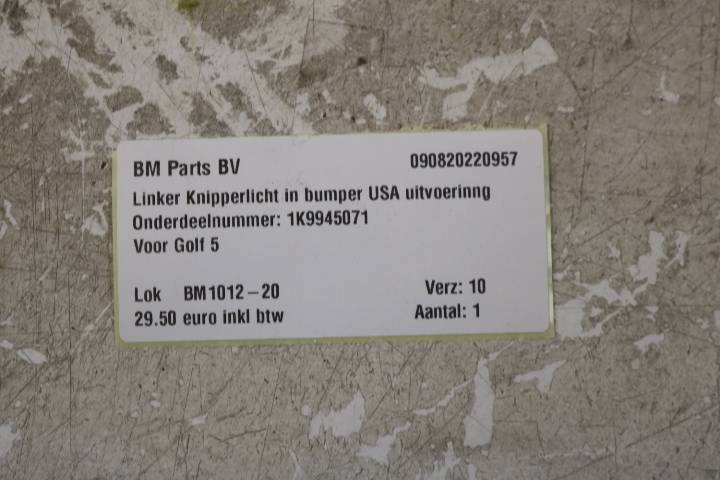 BM Parts BV 090820220957
Linker Knipperlicht in bumper USA uitvoerinng
Onderdeelnummer: 1K9945071
Voor Golf 5
Lok BM1012-20 Verz: 10
29.50 euro inkl btw Aantal: 1